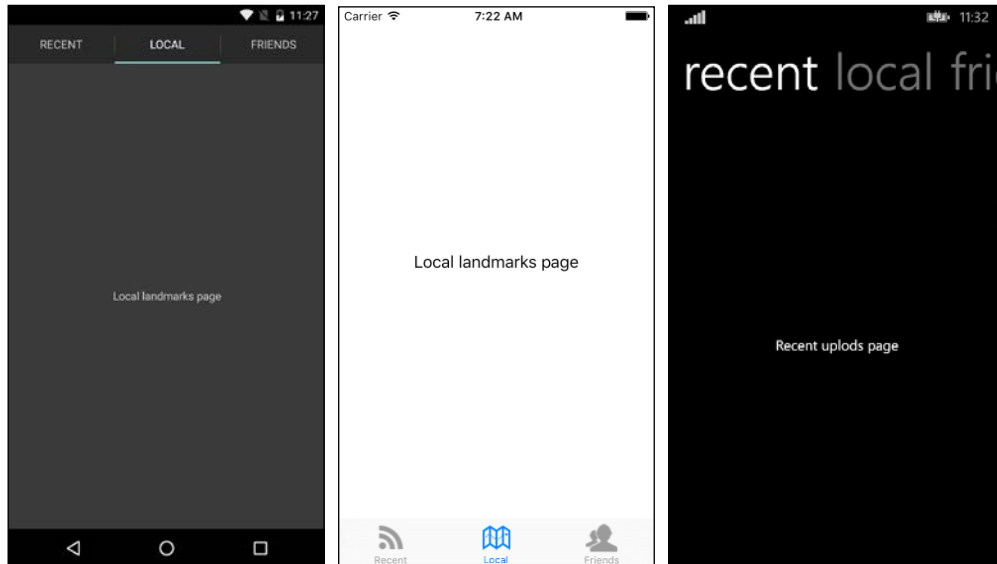 11:27
RECENT LOCAL FRIENDS
Local landmarks page
Carrier 7:22 AM
Local landmarks page
Recent Local Friends
11:32
recent local frie
Recent uplods page